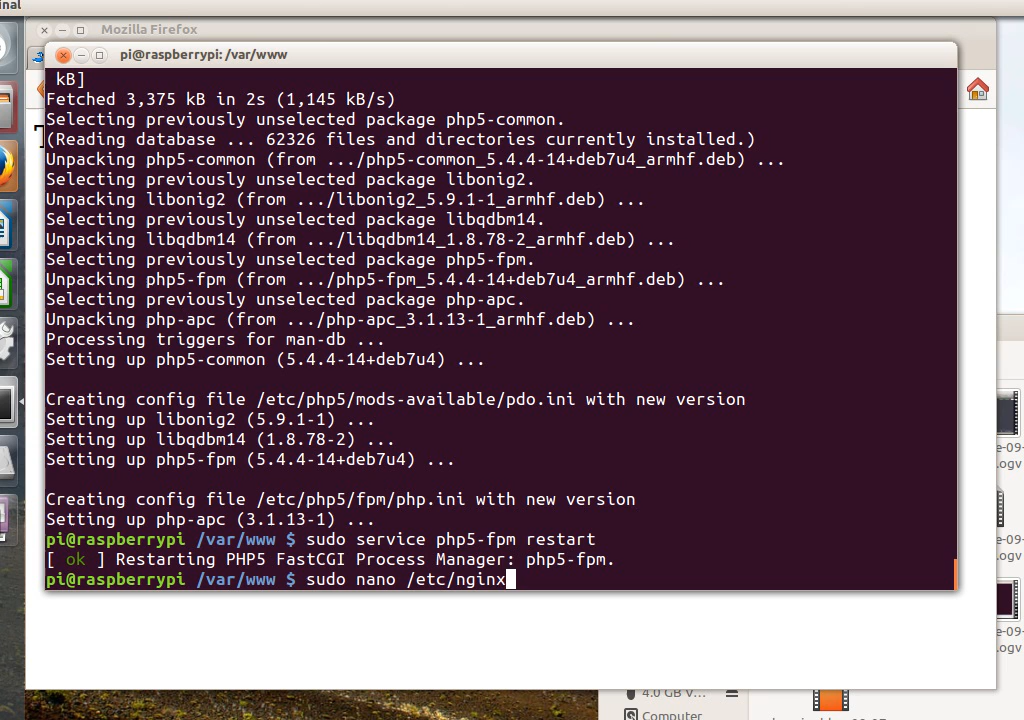 inal
Mozilla Firefox
pi@raspberrypi: /var/www
kB]
Fetched 3,375 kB in 2s (1,145 kB/s)
Selecting previously unselected package php5-common.
(Reading database ... 62326 files and directories currently installed.)
Unpacking php5-common (from .../php5-common_5.4.4-14+deb7u4_armhf.deb) ...
Selecting previously unselected package libonig2.
Unpacking libonig2 (from .../libonig2_5.9.1-1_armhf.deb) ...
Selecting previously unselected package libqdbm14.
Unpacking libqdbm14 (from .../libqdbm14_1.8.78-2_armhf.deb) ...
Selecting previously unselected package php5-fpm.
Unpacking php5-fpm (from .../php5-fpm_5.4.4-14+deb7u4_armhf.deb) ...
Selecting previously unselected package php-apc.
Unpacking php-apc (from .../php-apc_3.1.13-1_armhf.deb) ...
Processing triggers for man-db ...
Setting up php5-common (5.4.4-14+deb7u4) ...
Creating config file /etc/php5/mods-available/pdo.ini with new version
Setting up libonig2 (5.9.1-1) ...
Setting up libqdbm14 (1.8.78-2) ...
Setting up php5-fpm (5.4.4-14+deb7u4) ...
Creating config file /etc/php5/fpm/php.ini with new version
Setting up php-apc (3.1.13-1) ...
pi@raspberrypi /var/www $ sudo service php5-fpm restart
[ ok ] Restarting PHP5 FastCGI Process Manager: php5-fpm.
pi@raspberrypi /var/www $ sudo nano /etc/nginx
e-09-
.ogv
e-09-
.ogv
4.0 GB V...
Computer